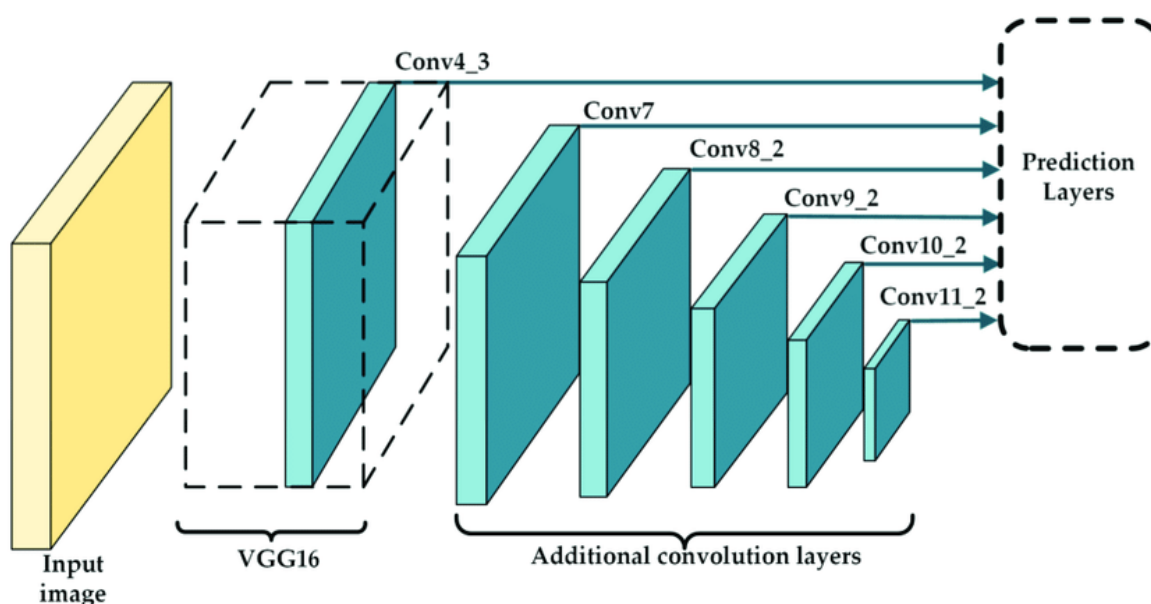 Conv4_3
Conv7
Conv8_2
Conv9_2
Conv10_2
Conv11_2
Prediction
Layers
Input
image
VGG16
Additional convolution layers